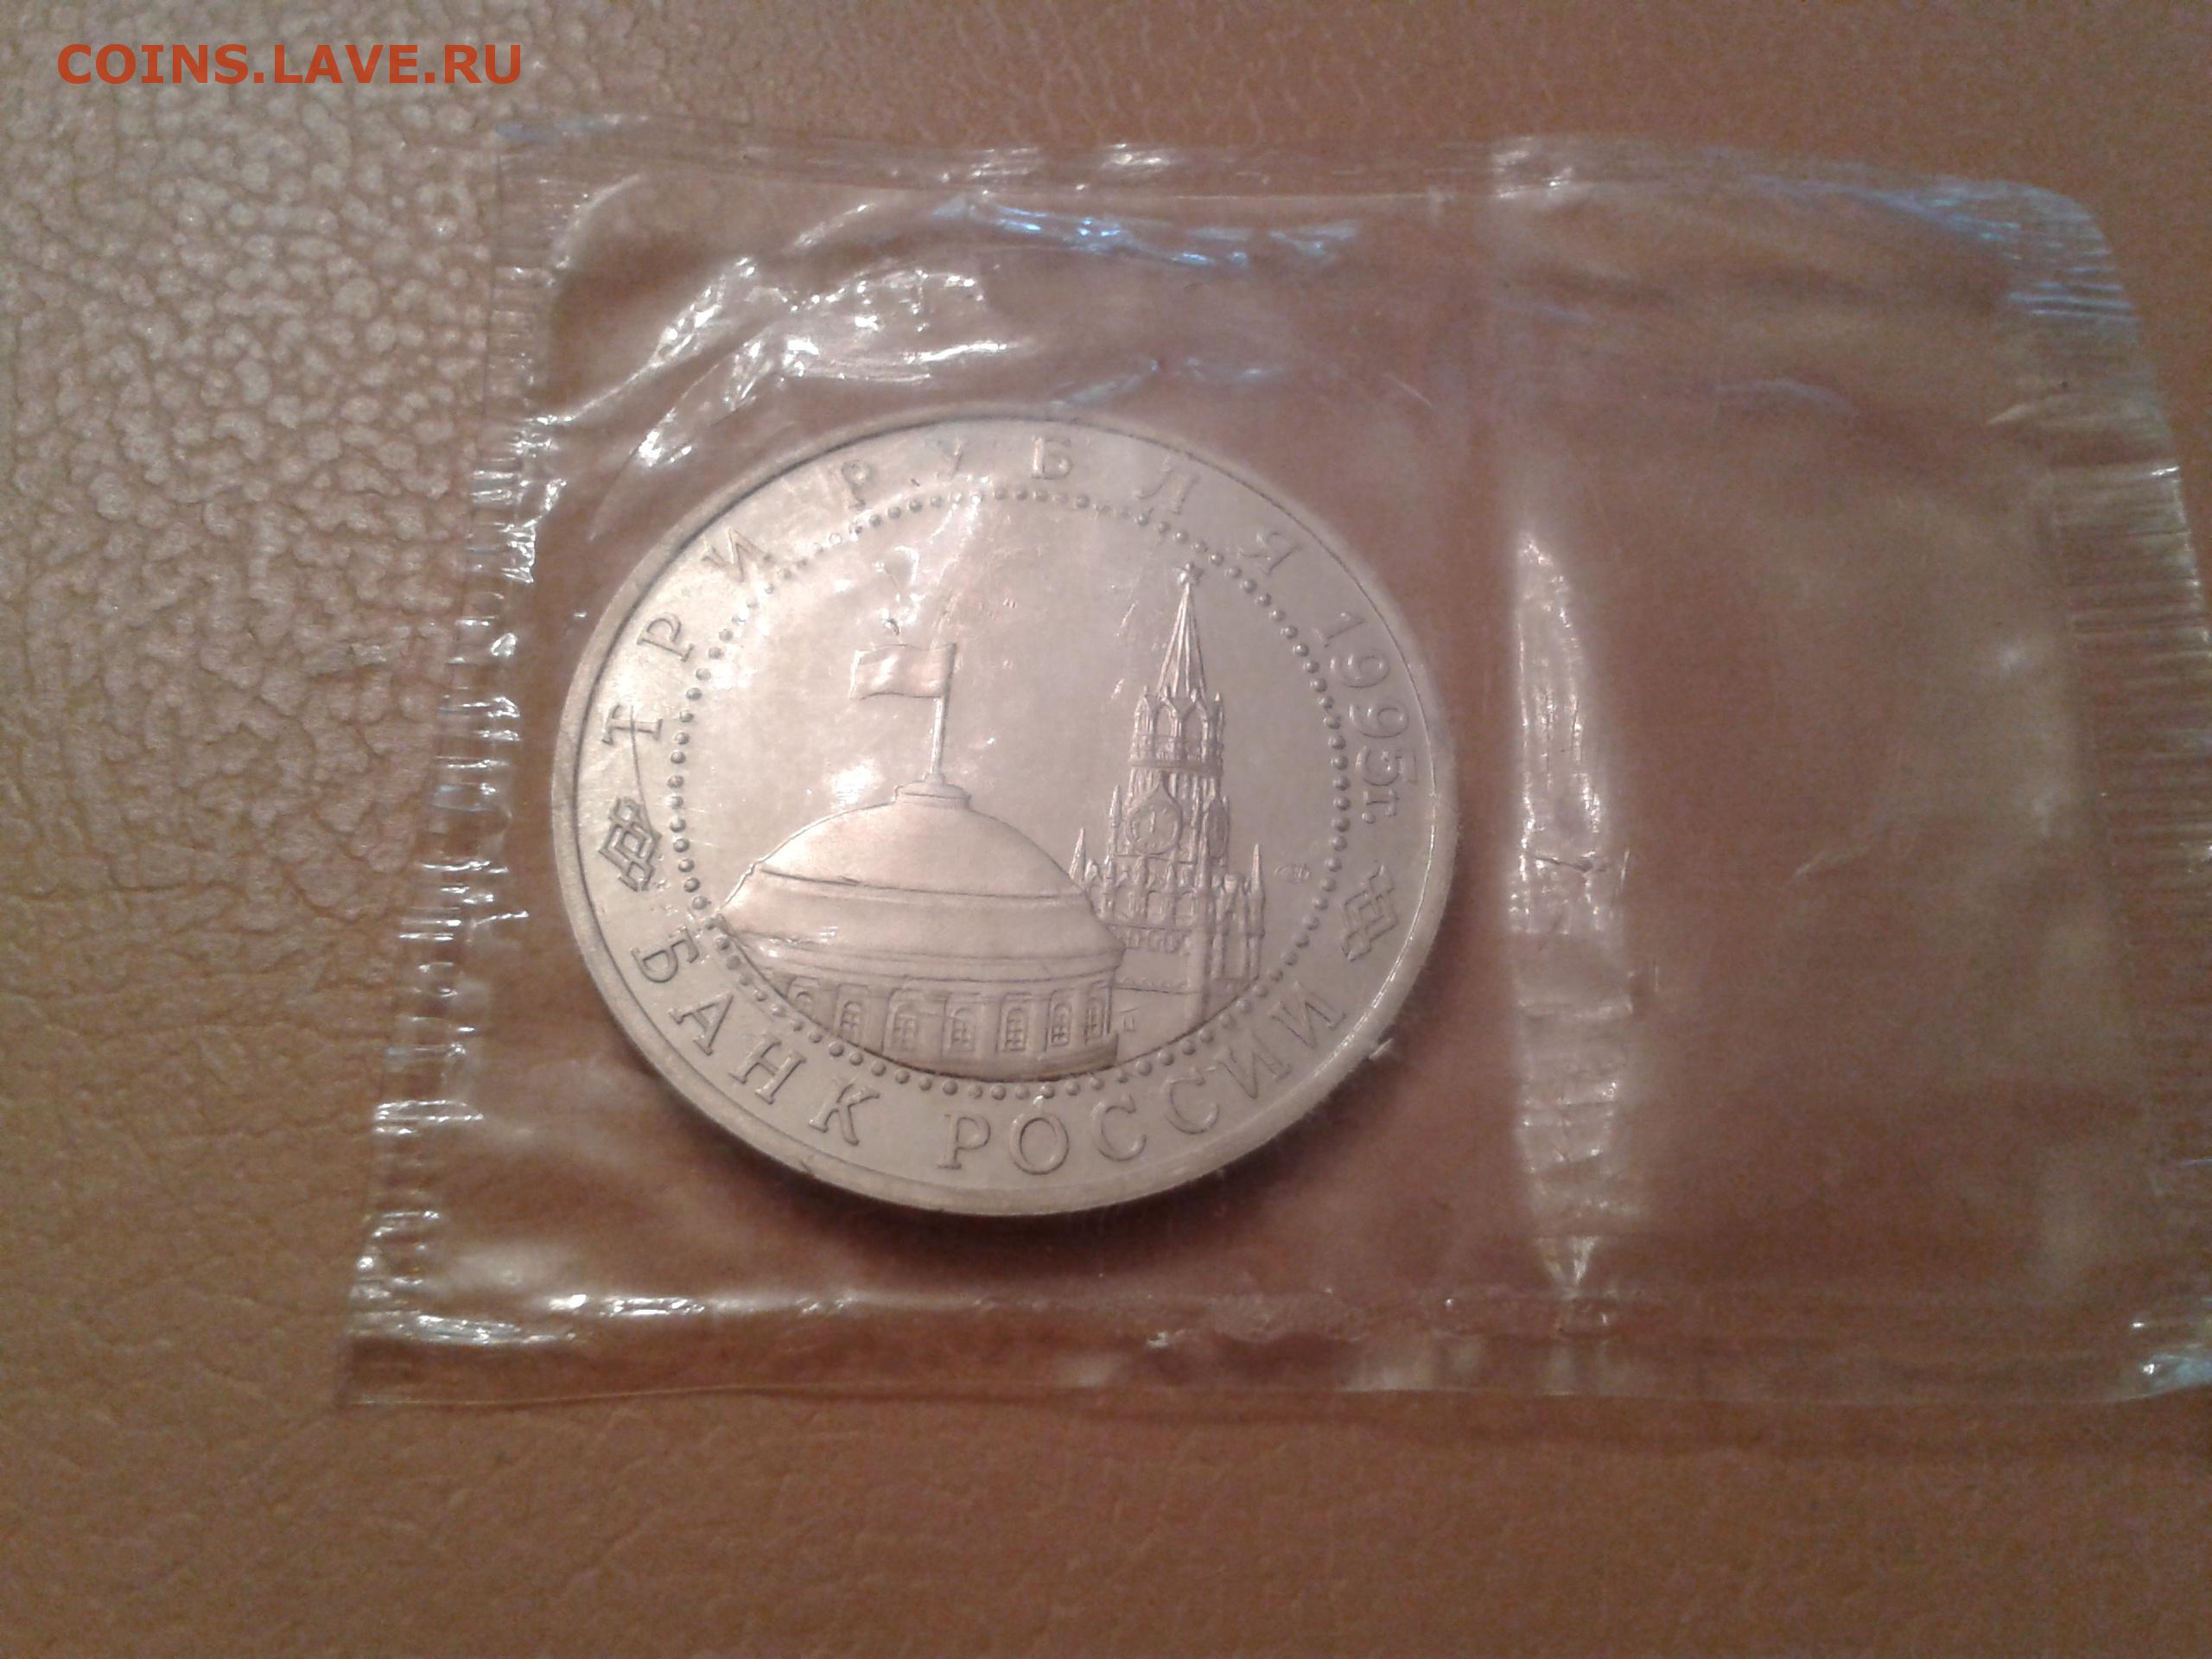 COINS.LAVE.RU
ТРИ РУБЛЯ 1995г.
БАНК РОССИИ